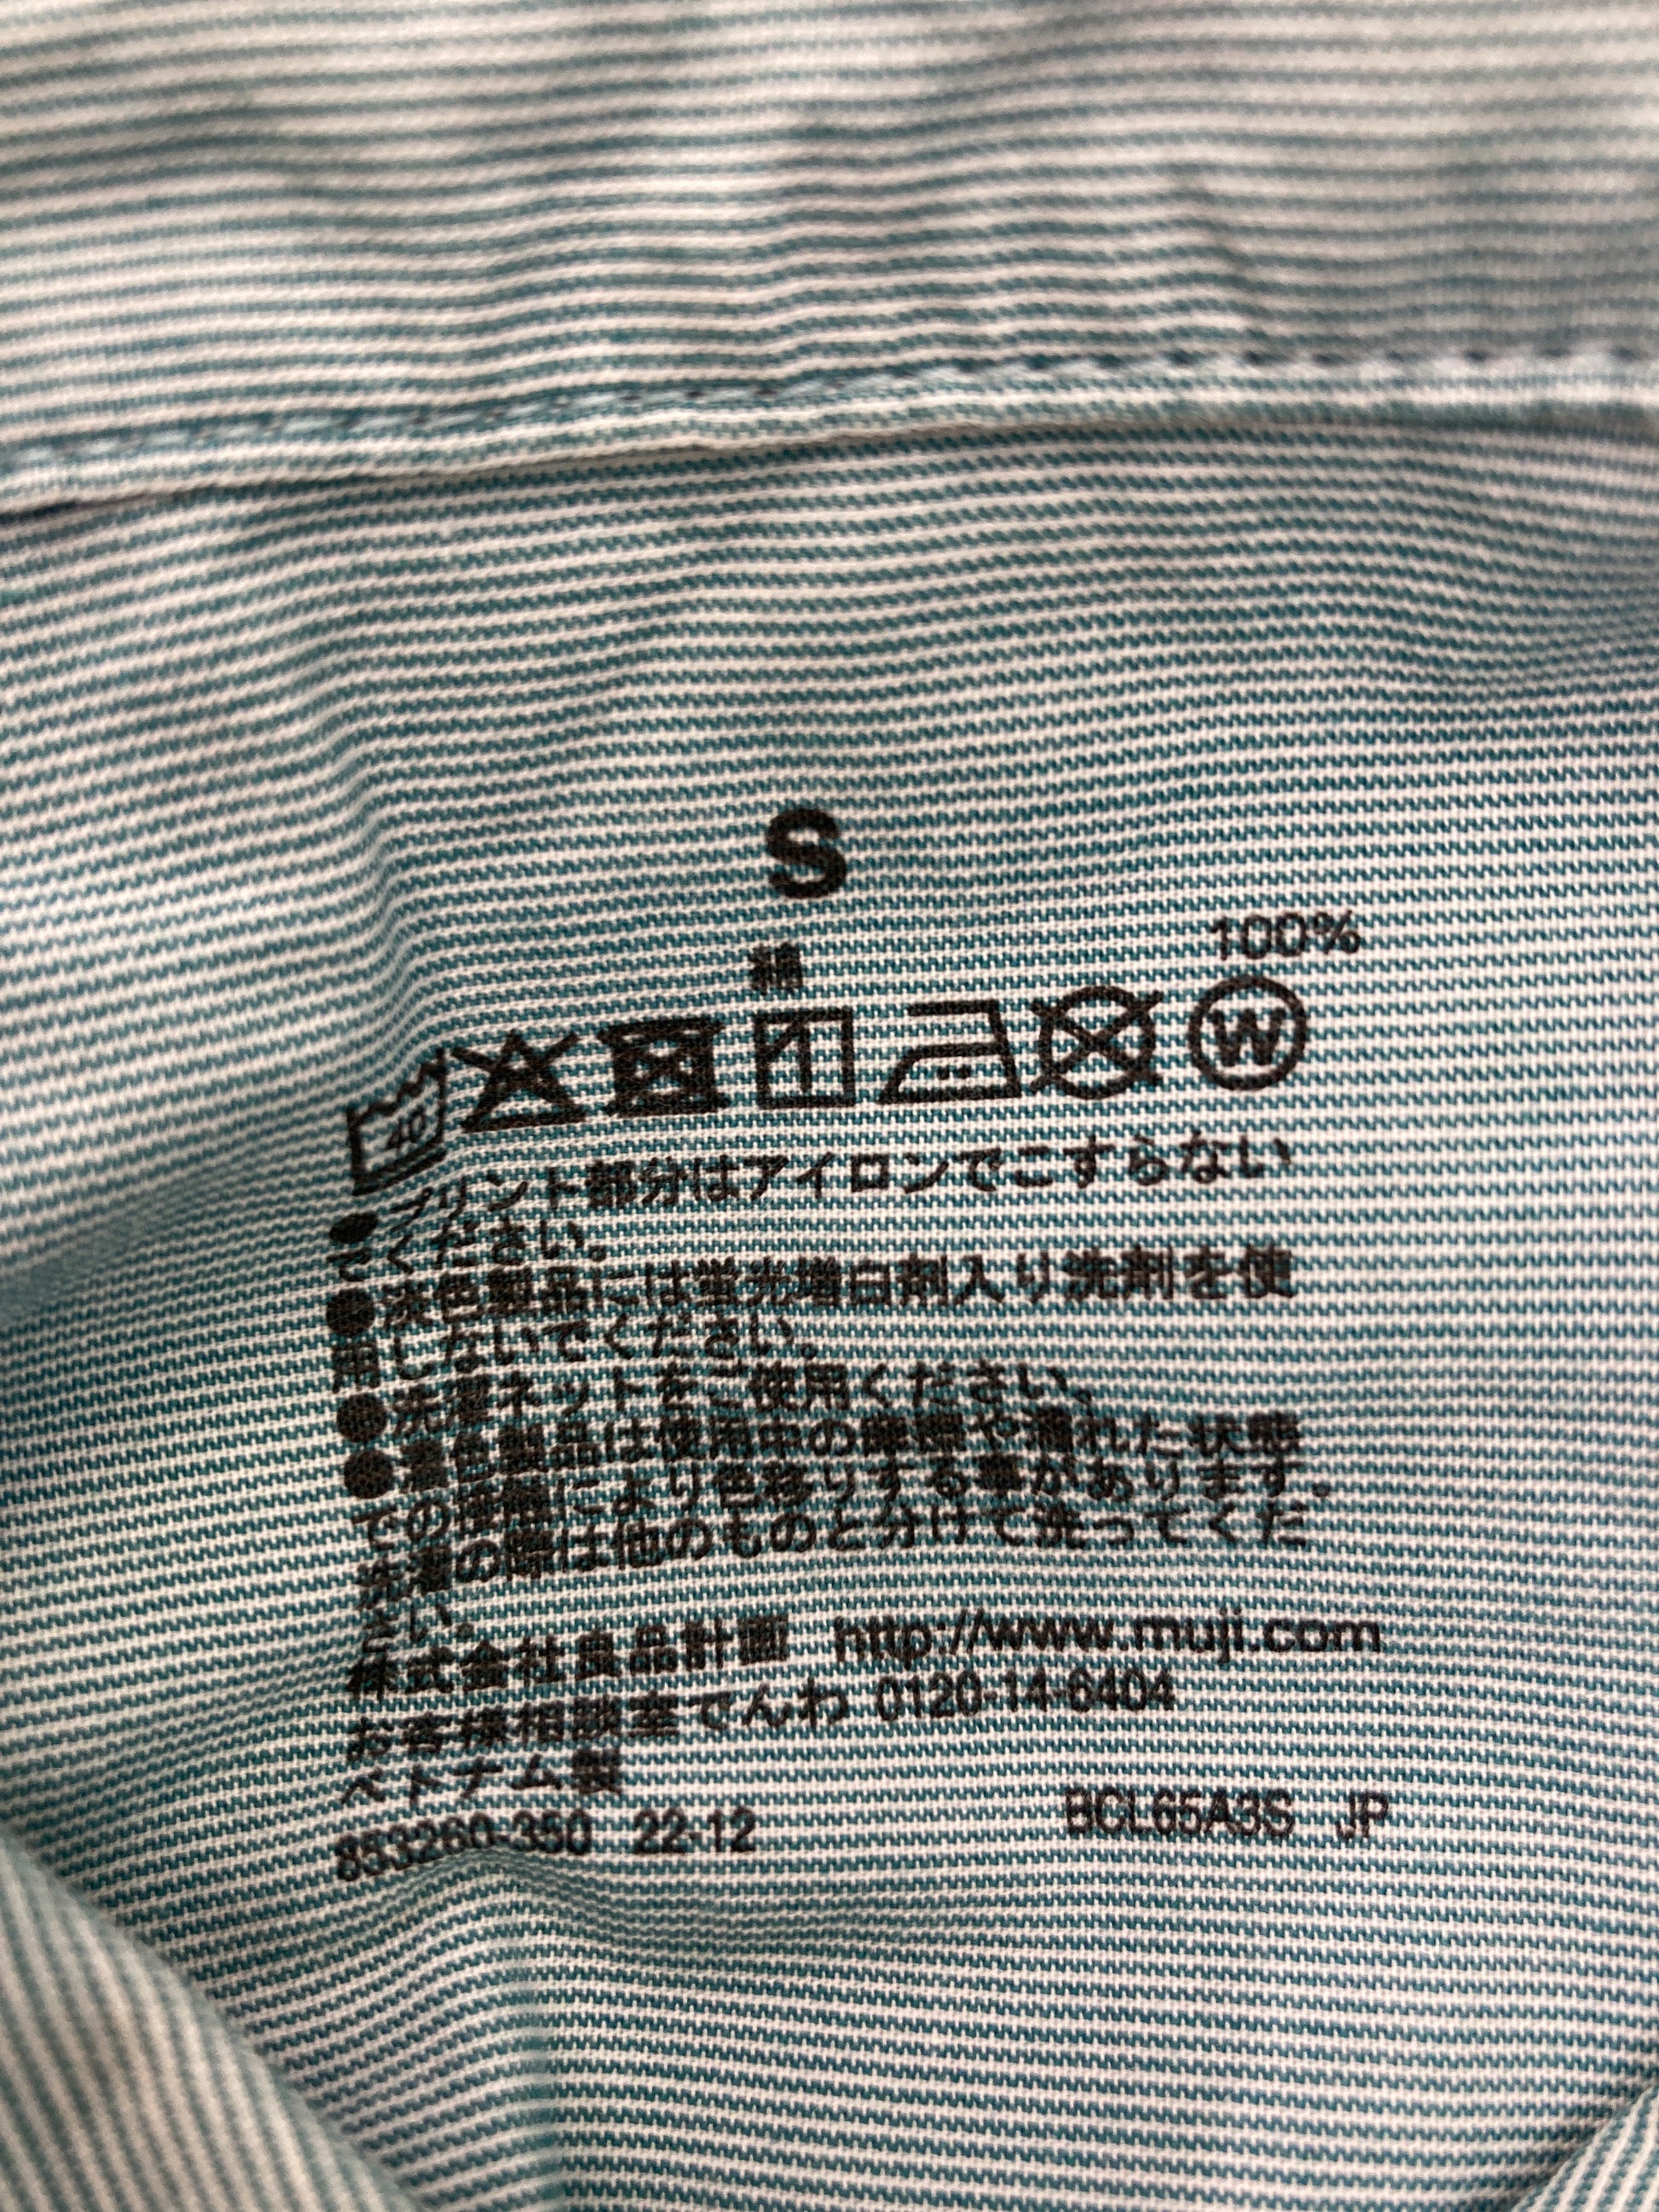 S
綿 100%
40 W
●プリント部分はアイロンでこすらない
でください。
●淡色製品には蛍光増白剤入り洗剤を使
用しないでください。
●洗濯ネットをご使用ください。
●濃色製品は使用中の摩擦や濡れた状態
での接触により色移りする事があります。
洗濯の際は他のものと分けて洗ってくだ
さい。
株式会社良品計画 http://www.muji.com
お客様相談室でんわ 0120-14-6404
ベトナム製
853260-350 22-12 BCL65A3S JP